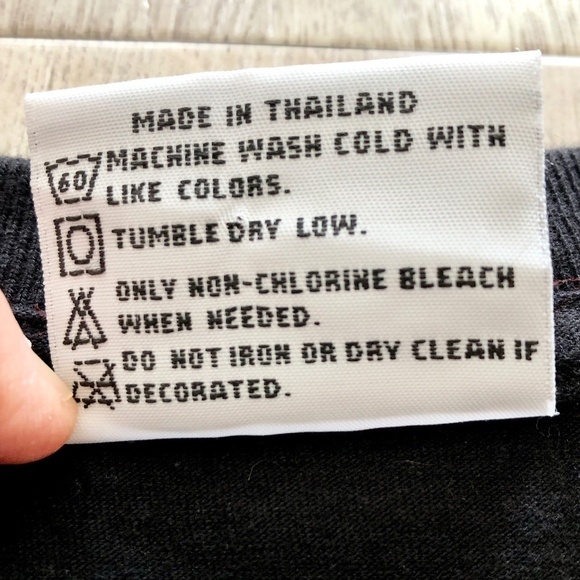 MADE IN THAILAND
60 MACHINE WASH COLD WITH
LIKE COLORS.
TUMBLE DRY LOW.
ONLY NON-CHLORINE BLEACH
WHEN NEEDED.
DO NOT IRON OR DRY CLEAN IF
DECORATED.